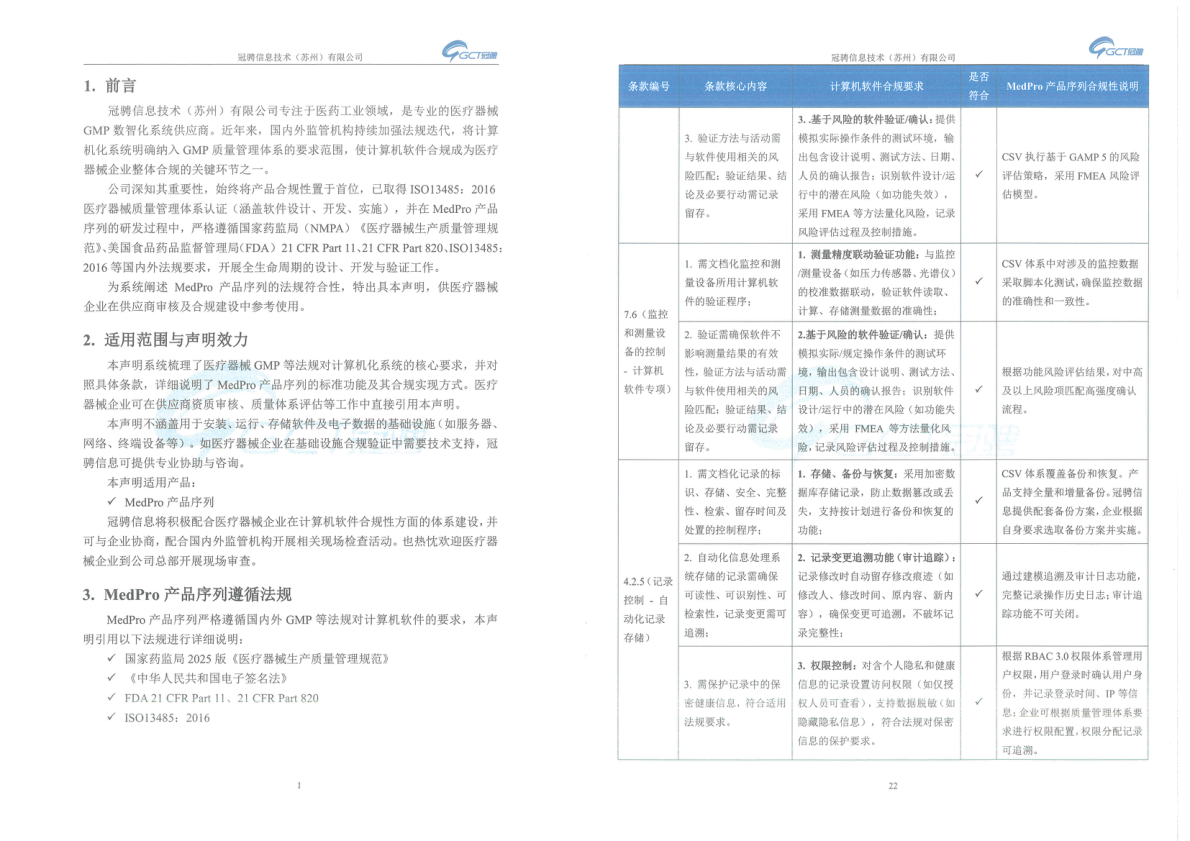 冠骋信息技术（苏州）有限公司
GCT冠骋
1. 前言
冠骋信息技术（苏州）有限公司专注于医药工业领域，是专业的医疗器械
GMP 数智化系统供应商。近年来，国内外监管机构持续加强法规迭代，将计算
机化系统明确纳入 GMP 质量管理体系的要求范围，使计算机软件合规成为医疗
器械企业整体合规的关键环节之一。
公司深知其重要性，始终将产品合规性置于首位，已取得 ISO13485：2016
医疗器械质量管理体系认证（涵盖软件设计、开发、实施），并在 MedPro 产品
序列的研发过程中，严格遵循国家药监局（NMPA）《医疗器械生产质量管理规
范》、美国食品药品监督管理局（FDA）21 CFR Part 11、21 CFR Part 820、ISO13485：
2016 等国内外法规要求，开展全生命周期的设计、开发与验证工作。
为系统阐述 MedPro 产品序列的法规符合性，特出具本声明，供医疗器械
企业在供应商审核及合规建设中参考使用。
2. 适用范围与声明效力
本声明系统梳理了医疗器械 GMP 等法规对计算机化系统的核心要求，并对
照具体条款，详细说明了 MedPro 产品序列的标准功能及其合规实现方式。医疗
器械企业可在供应商资质审核、质量体系评估等工作中直接引用本声明。
本声明不涵盖用于安装、运行、存储软件及电子数据的基础设施（如服务器、
网络、终端设备等）。如医疗器械企业在基础设施合规验证中需要技术支持，冠
骋信息可提供专业协助与咨询。
本声明适用产品：
✓ MedPro 产品序列
冠骋信息将积极配合医疗器械企业在计算机软件合规性方面的体系建设，并
可与企业协商，配合国内外监管机构开展相关现场检查活动。也热忱欢迎医疗器
械企业到公司总部开展现场审查。
3. MedPro 产品序列遵循法规
MedPro 产品序列严格遵循国内外 GMP 等法规对计算机软件的要求，本声
明引用以下法规进行详细说明：
✓ 国家药监局 2025 版《医疗器械生产质量管理规范》
✓ 《中华人民共和国电子签名法》
✓ FDA 21 CFR Part 11、21 CFR Part 820
✓ ISO13485：2016
1
冠骋信息技术（苏州）有限公司
GCT冠骋
条款编号
条款核心内容
计算机软件合规要求
是否
符合
MedPro 产品序列合规性说明
3. 验证方法与活动需
与软件使用相关的风
险匹配；验证结果、结
论及必要行动需记录
留存。
3. .基于风险的软件验证/确认：提供
模拟实际操作条件的测试环境，输
出包含设计说明、测试方法、日期、
人员的确认报告；识别软件设计/运
行中的潜在风险（如功能失效），
采用 FMEA 等方法量化风险，记录
风险评估过程及控制措施。
✓
CSV 执行基于 GAMP 5 的风险
评估策略，采用 FMEA 风险评
估模型。
7.6（监控
和测量设
备的控制
- 计算机
软件专项）
1. 需文档化监控和测
量设备所用计算机软
件的验证程序；
1. 测量精度联动验证功能：与监控
/测量设备（如压力传感器、光谱仪）
的校准数据联动，验证软件读取、
计算、存储测量数据的准确性；
✓
CSV 体系中对涉及的监控数据
采取脚本化测试，确保监控数据
的准确性和一致性。
2. 验证需确保软件不
影响测量结果的有效
性，验证方法与活动需
与软件使用相关的风
险匹配；验证结果、结
论及必要行动需记录
留存。
2.基于风险的软件验证/确认：提供
模拟实际/规定操作条件的测试环
境，输出包含设计说明、测试方法、
日期、人员的确认报告；识别软件
设计/运行中的潜在风险（如功能失
效），采用 FMEA 等方法量化风
险，记录风险评估过程及控制措施。
✓
根据功能风险评估结果，对中高
及以上风险项匹配高强度确认
流程。
4.2.5（记录
控制 - 自
动化记录
存储）
1. 需文档化记录的标
识、存储、安全、完整
性、检索、留存时间及
处置的控制程序；
1. 存储、备份与恢复：采用加密数
据库存储记录，防止数据篡改或丢
失，支持按计划进行备份和恢复的
功能；
✓
CSV 体系覆盖备份和恢复。产
品支持全量和增量备份。冠骋信
息提供配套备份方案，企业根据
自身要求选取备份方案并实施。
2. 自动化信息处理系
统存储的记录需确保
可读性、可识别性、可
检索性，记录变更需可
追溯；
2. 记录变更追溯功能（审计追踪）：
记录修改时自动留存修改痕迹（如
修改人、修改时间、原内容、新内
容），确保变更可追溯，不破坏记
录完整性；
✓
通过建模追溯及审计日志功能，
完整记录操作历史日志；审计追
踪功能不可关闭。
3. 需保护记录中的保
密健康信息，符合适用
法规要求。
3. 权限控制：对含个人隐私和健康
信息的记录设置访问权限（如仅授
权人员可查看），支持数据脱敏（如
隐藏隐私信息），符合法规对保密
信息的保护要求。
✓
根据 RBAC 3.0 权限体系管理用
户权限，用户登录时确认用户身
份，并记录登录时间、IP 等信
息；企业可根据质量管理体系要
求进行权限配置，权限分配记录
可追溯。
22